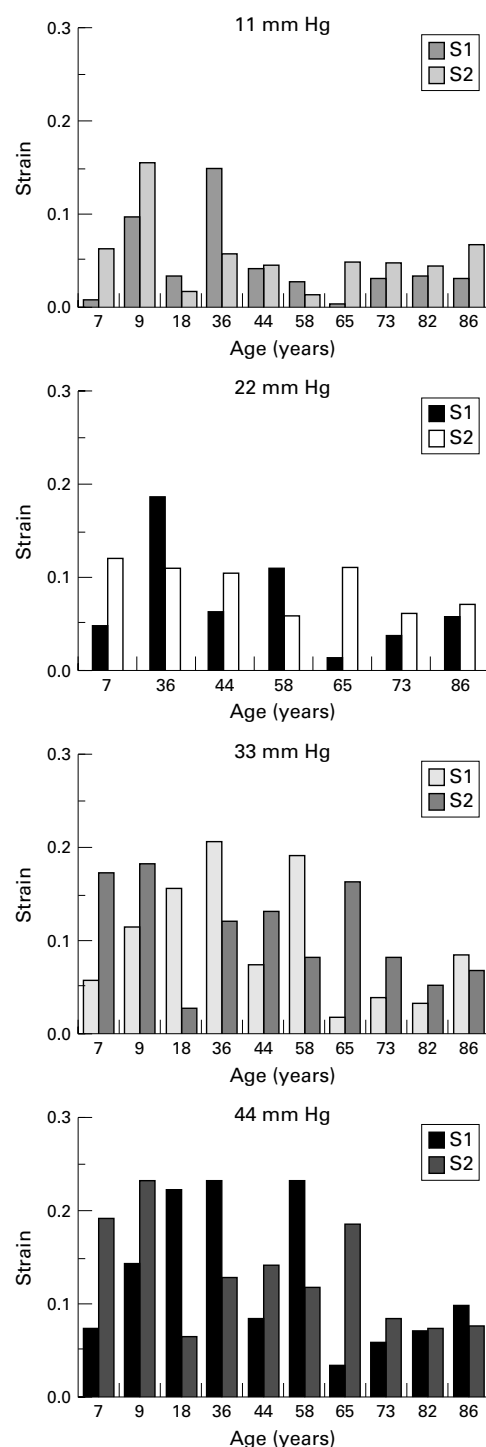 11 mm Hg
S1
S2
0.3
0.2
0.1
0.0
Strain
7 9 18 36 44 58 65 73 82 86
Age (years)
22 mm Hg
S1
S2
0.3
0.2
0.1
0.0
Strain
7 36 44 58 65 73 86
Age (years)
33 mm Hg
S1
S2
0.3
0.2
0.1
0.0
Strain
7 9 18 36 44 58 65 73 82 86
Age (years)
44 mm Hg
S1
S2
0.3
0.2
0.1
0.0
Strain
7 9 18 36 44 58 65 73 82 86
Age (years)